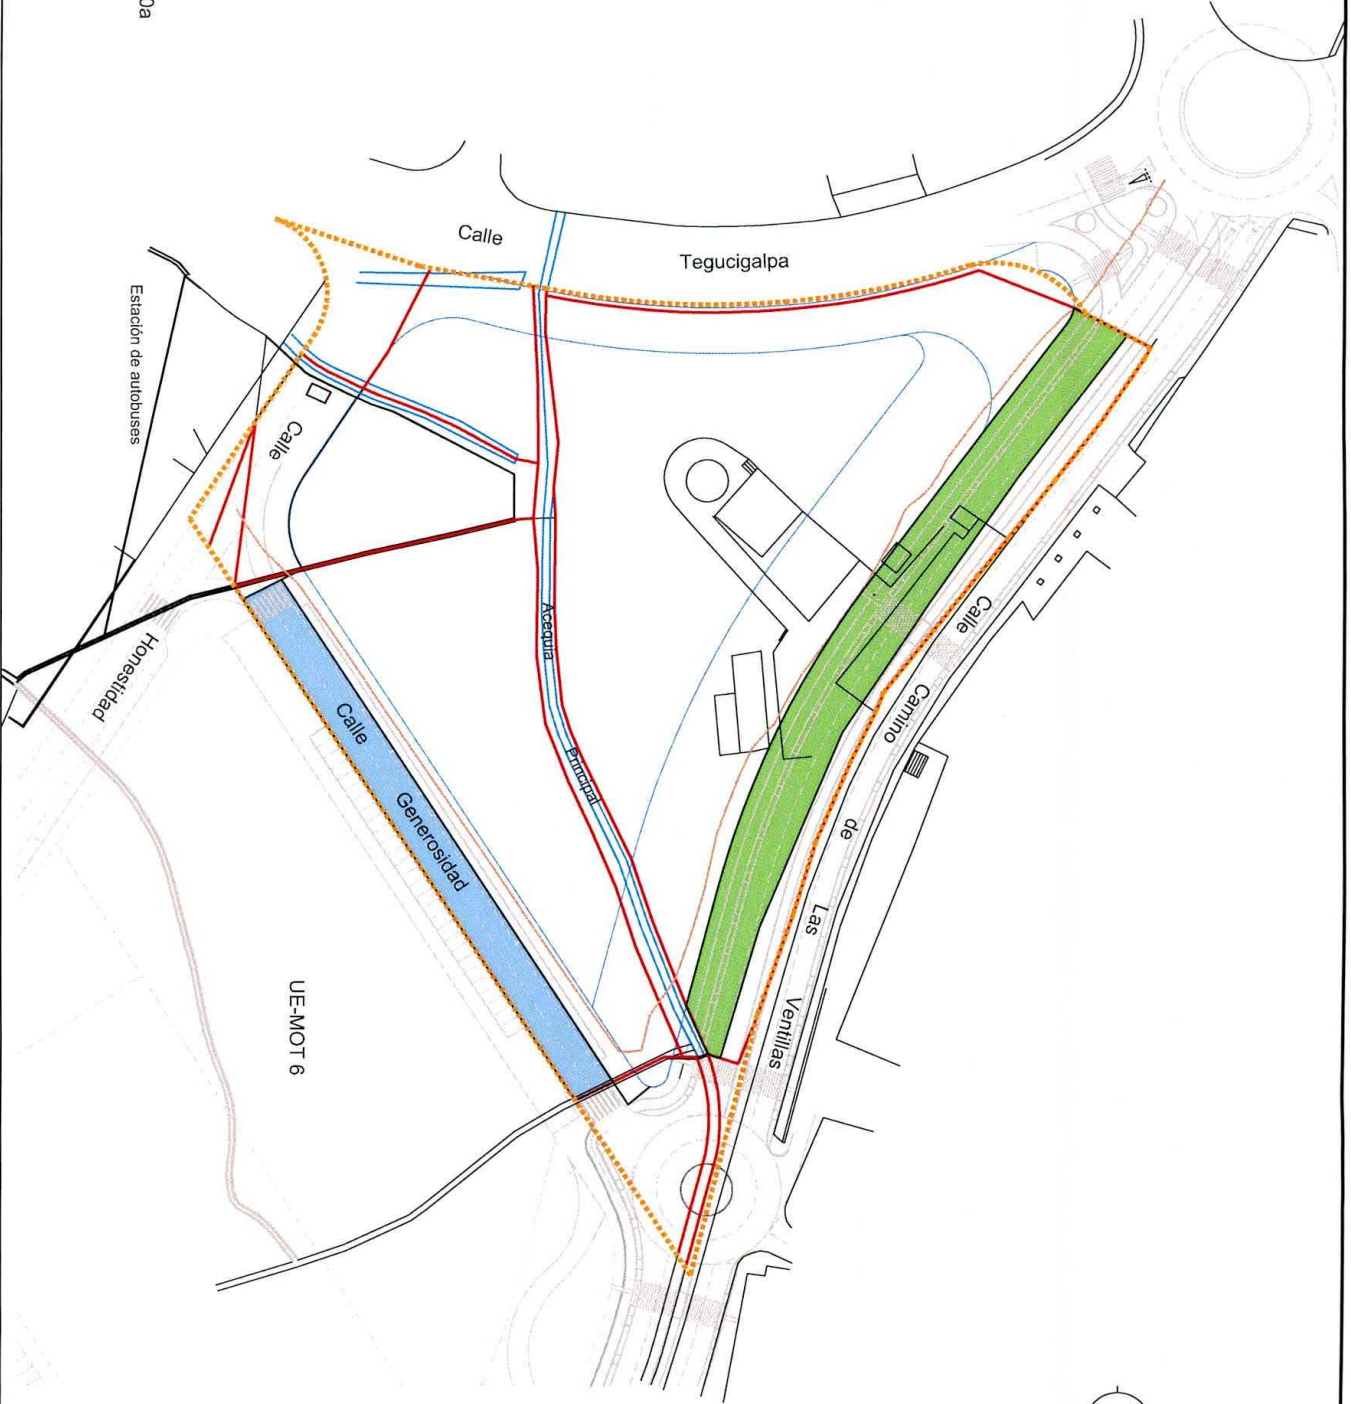 0a
Calle
Tegucigalpa
Estación de autobuses
Calle
Honestidad
Acequia
Principal
Calle
Generosidad
Calle
Camino
de
Las
Ventillas
UE-MOT 6